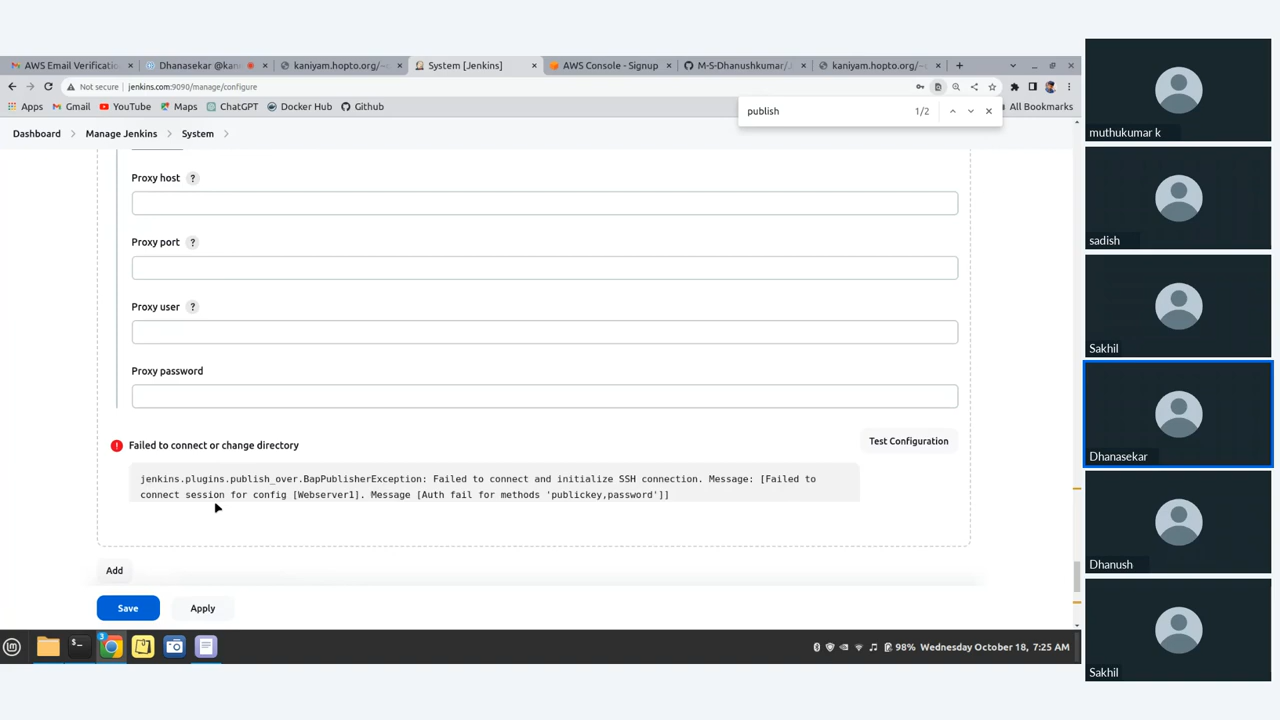 AWS Email Verificati
Dhanasekar @kan
kaniyam.hopto.org/~
System [Jenkins]
AWS Console - Signup
M-S-Dhanushkumar/J
kaniyam.hopto.org/~
Not secure | jenkins.com:9090/manage/configure
Apps Gmail YouTube Maps ChatGPT Docker Hub Github All Bookmarks
publish 1/2
Dashboard Manage Jenkins System
Proxy host ?
Proxy port ?
Proxy user ?
Proxy password
Failed to connect or change directory
Test Configuration
jenkins.plugins.publish_over.BapPublisherException: Failed to connect and initialize SSH connection. Message: [Failed to
connect session for config [Webserver1]. Message [Auth fail for methods 'publickey,password']]
Add
Save Apply
3
98% Wednesday October 18, 7:25 AM
muthukumar k
sadish
Sakhil
Dhanasekar
Dhanush
Sakhil